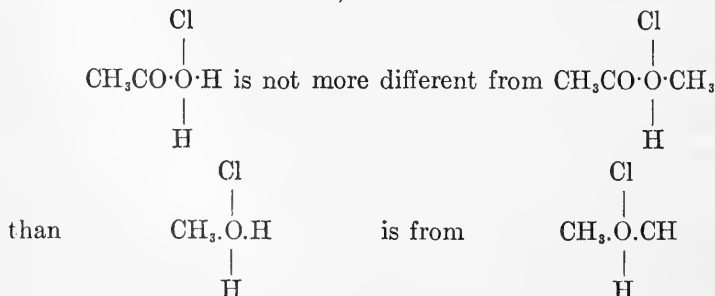 Cl Cl
| |
CH₃CO·O·H is not more different from CH₃CO·O·CH₃
| |
H H
Cl Cl
| |
than CH₃.O.H is from CH₃.O.CH
| |
H H